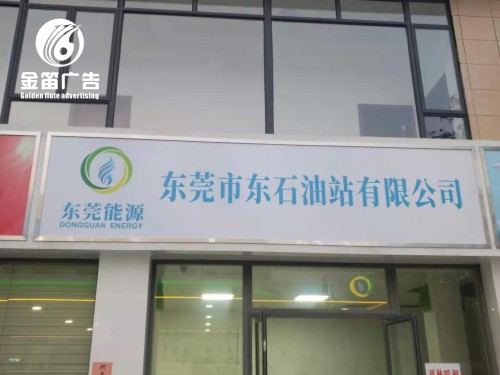 金笛广告
Golden flute advertising
东莞市东石油站有限公司
东莞能源
DONGGUAN ENERGY